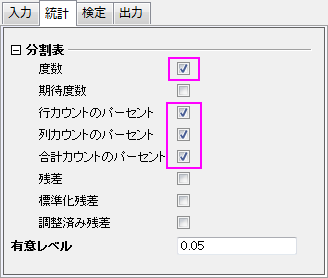 入力 統計 検定 出力
分割表
度数
期待度数
行カウントのパーセント
列カウントのパーセント
合計カウントのパーセント
残差
標準化残差
調整済み残差
有意レベル 0.05